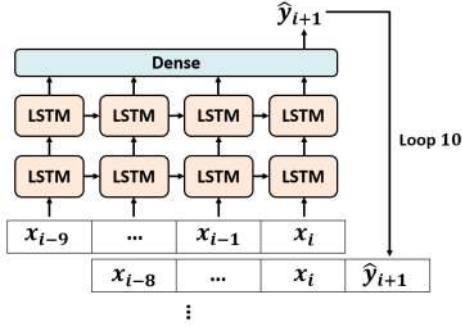 ŷᵢ₊₁
Dense
LSTM LSTM LSTM LSTM
Loop 10
LSTM LSTM LSTM LSTM
xᵢ₋₉ ... xᵢ₋₁ xᵢ
xᵢ₋₈ ... xᵢ ŷᵢ₊₁
⋮